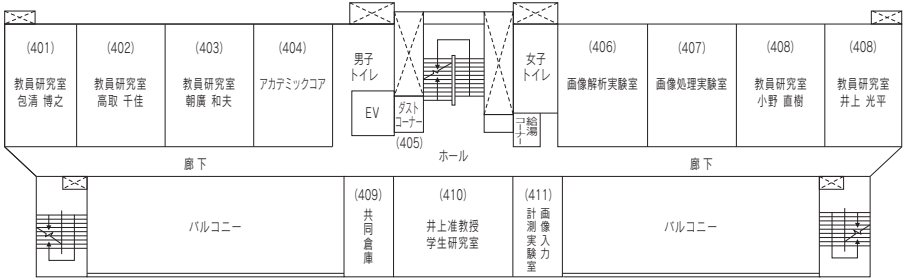 (401)
教員研究室
包清 博之
(402)
教員研究室
高取 千佳
(403)
教員研究室
朝廣 和夫
(404)
アカデミックコア
男子
トイレ
EV
ダスト
コーナー
(405)
女子
トイレ
給湯
コーナー
(406)
画像解析実験室
(407)
画像処理実験室
(408)
教員研究室
小野 直樹
(408)
教員研究室
井上 光平
廊下
ホール
廊下
バルコニー
(409)
共同倉庫
(410)
井上准教授
学生研究室
(411)
画像入力
計測実験室
バルコニー